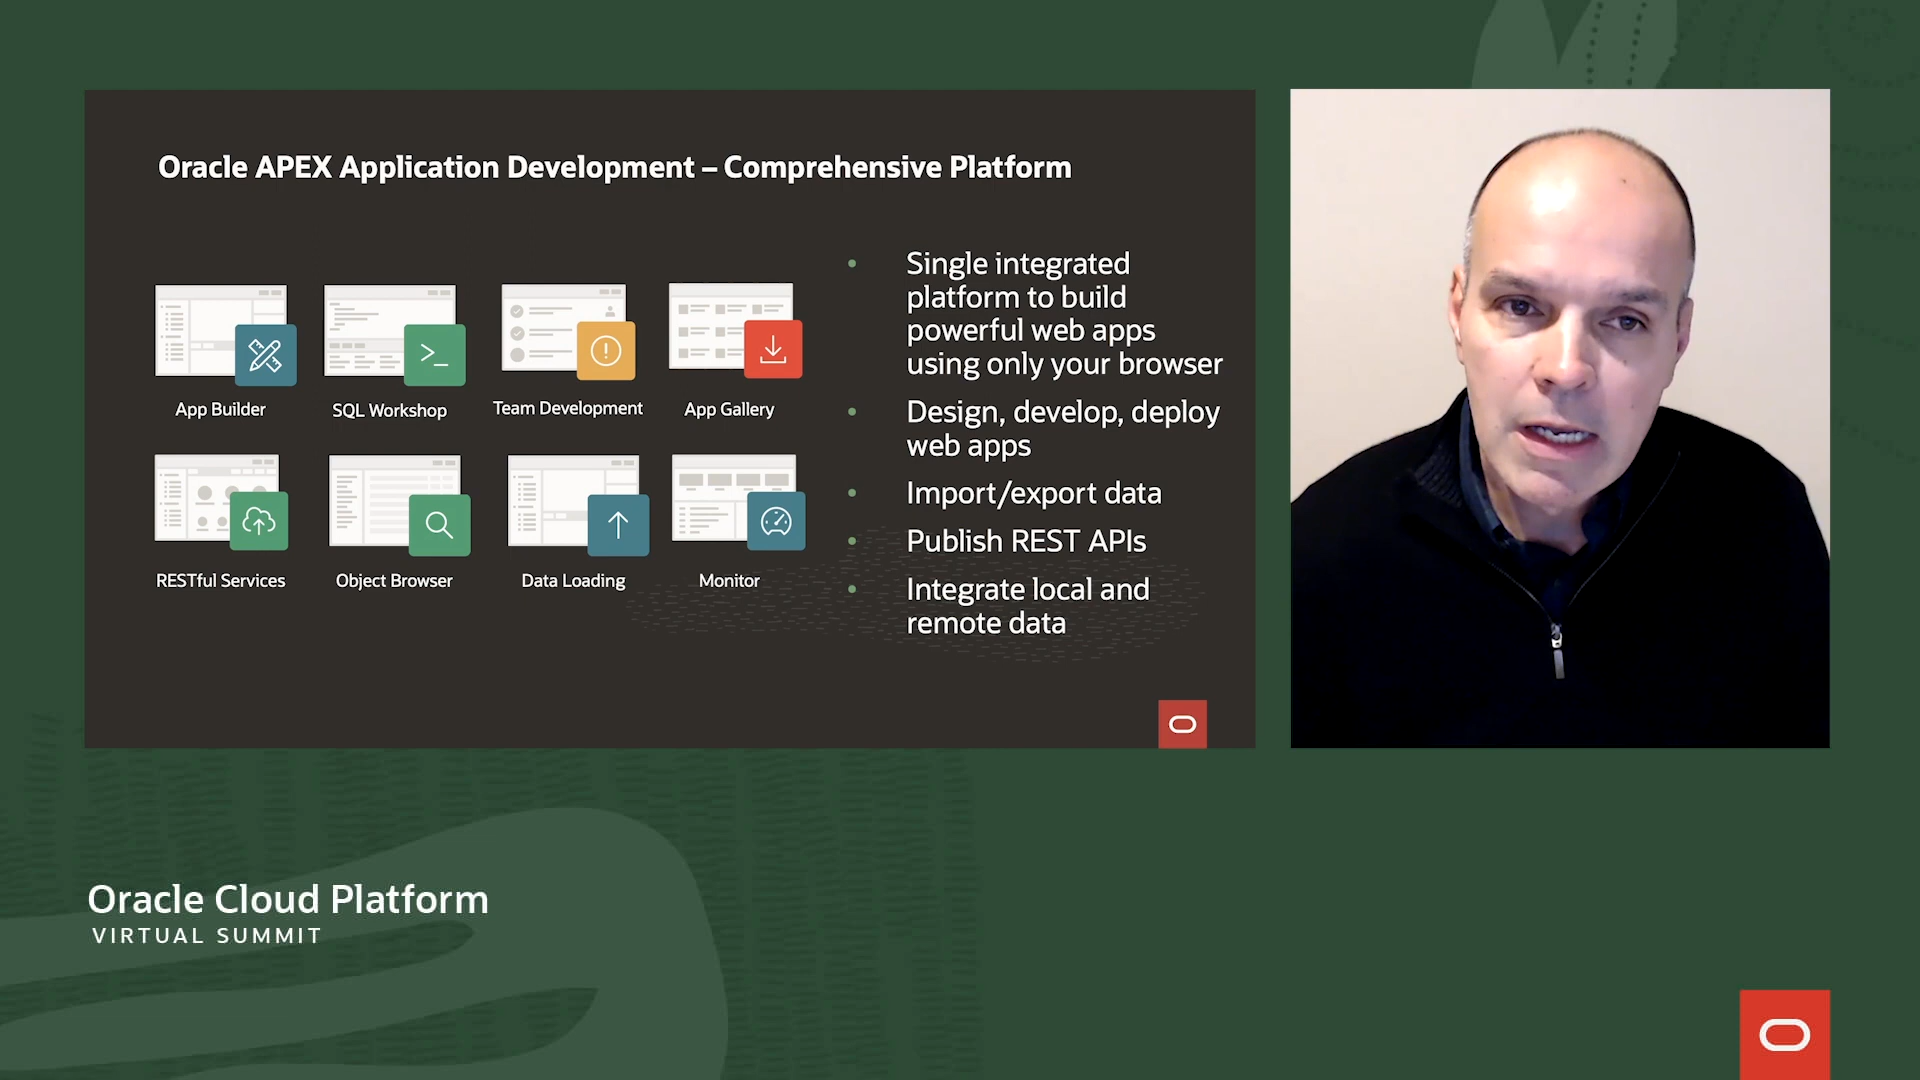 Oracle APEX Application Development – Comprehensive Platform
App Builder
SQL Workshop
Team Development
App Gallery
RESTful Services
Object Browser
Data Loading
Monitor
• Single integrated
platform to build
powerful web apps
using only your browser
• Design, develop, deploy
web apps
• Import/export data
• Publish REST APIs
• Integrate local and
remote data
Oracle Cloud Platform
VIRTUAL SUMMIT